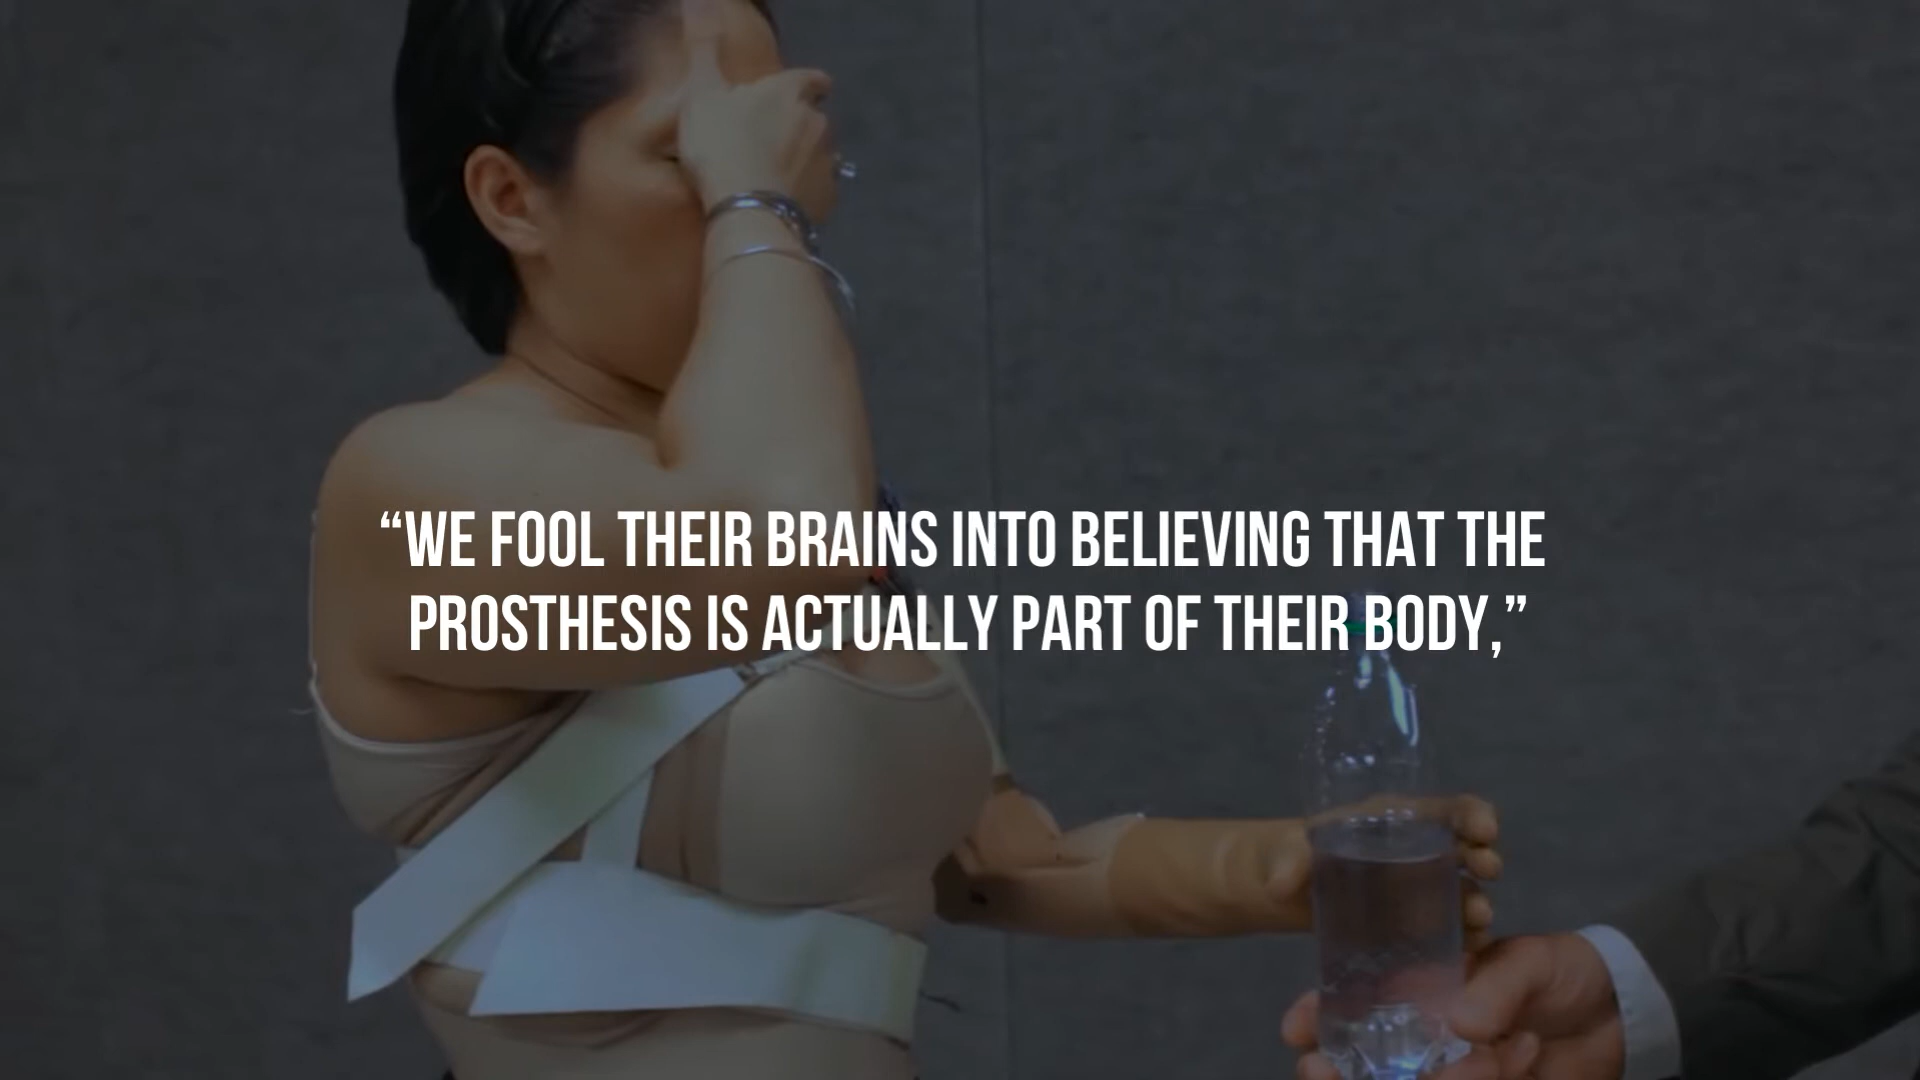 “WE FOOL THEIR BRAINS INTO BELIEVING THAT THE
PROSTHESIS IS ACTUALLY PART OF THEIR BODY,”